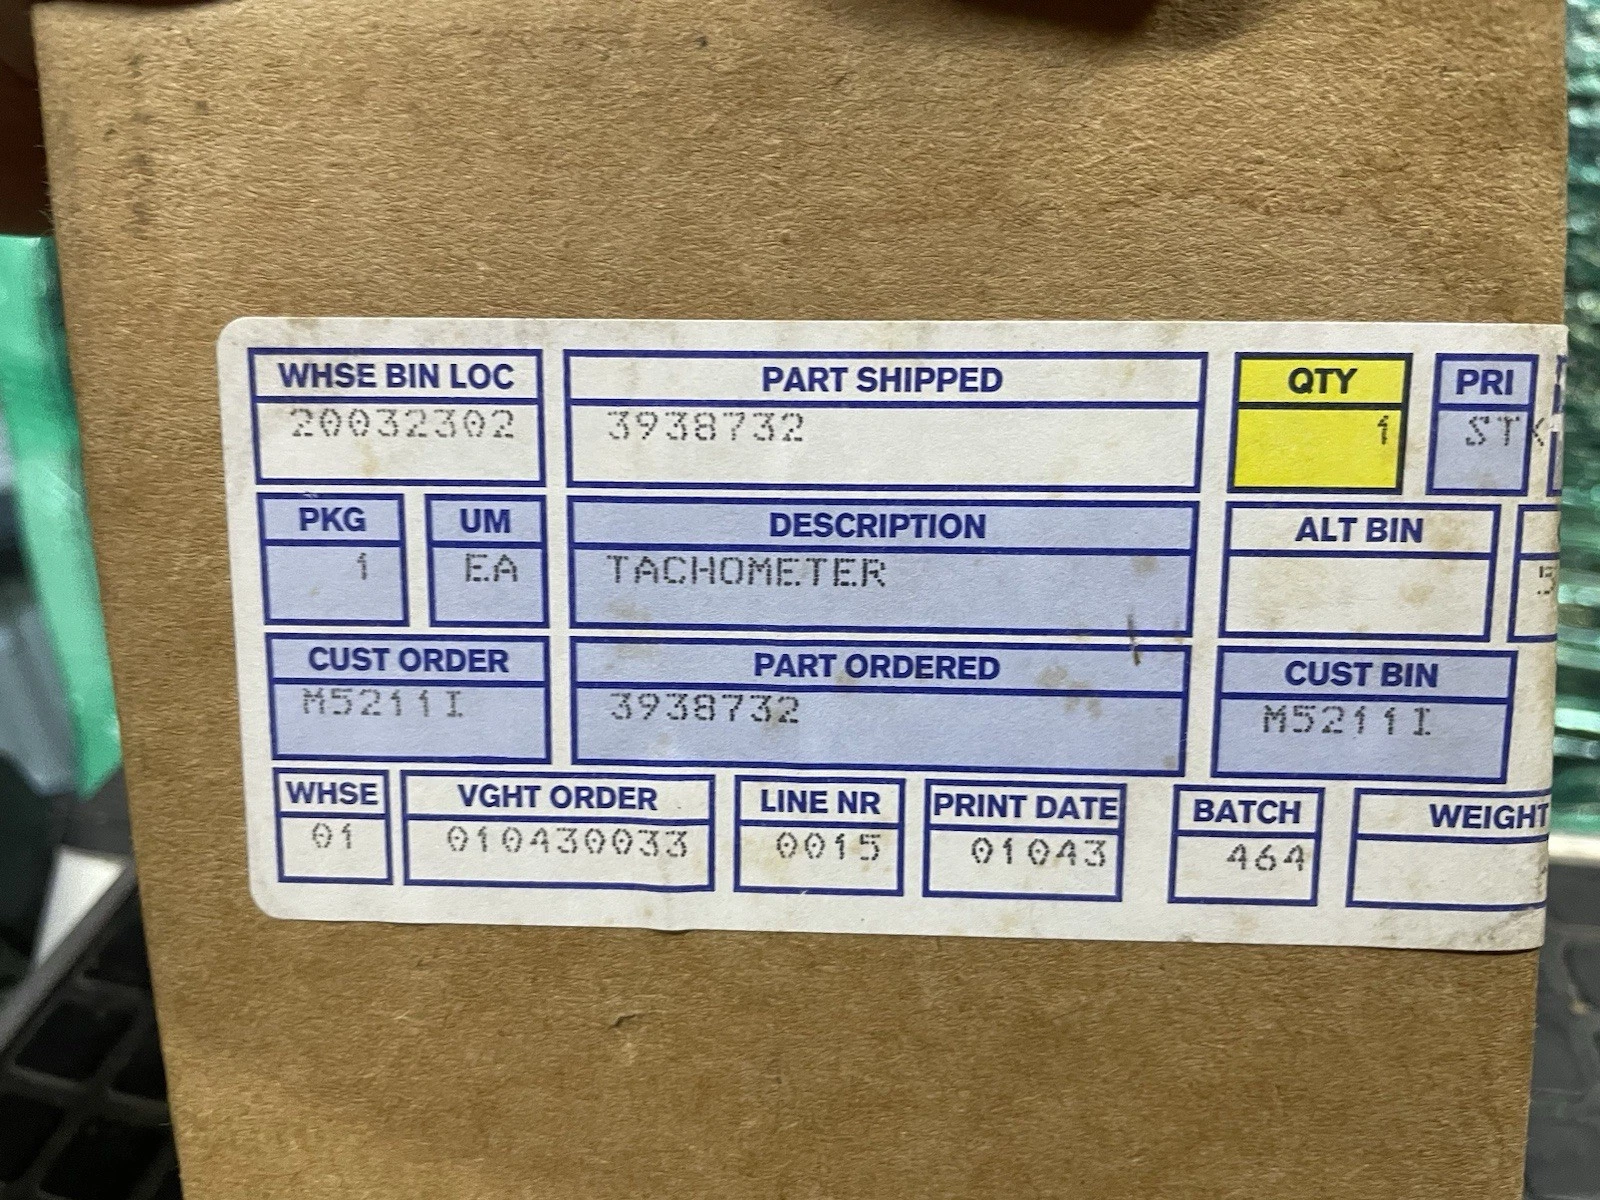 WHSE BIN LOC PART SHIPPED QTY PRI
20032302 3938732 1 STK
PKG UM DESCRIPTION ALT BIN
1 EA TACHOMETER
CUST ORDER PART ORDERED CUST BIN
M5211I 3938732 M5211I
WHSE VGHT ORDER LINE NR PRINT DATE BATCH WEIGHT
01 010430033 0015 01043 464